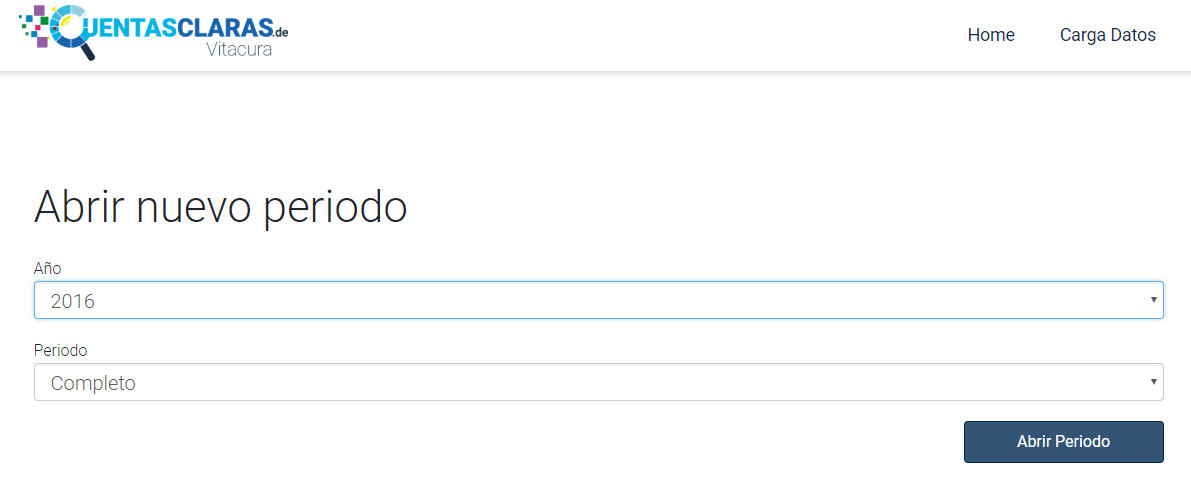 CUENTASCLARAS.de
Vitacura
Home
Carga Datos
Abrir nuevo periodo
Año
2016
Periodo
Completo
Abrir Periodo